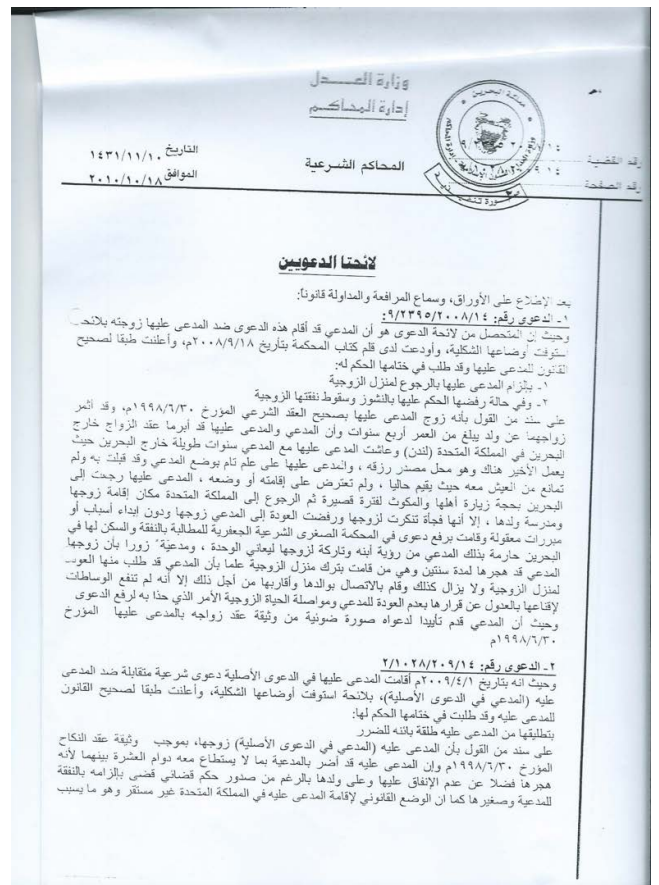 وزارة العـــدل
إدارة المحاكـــم
مملكة البحرين
التاريخ ١٤٣١/١١/١٠
الموافق ٢٠١٠/١٠/١٨
المحاكم الشرعية
رقم القضية
رقم الصفحة
صورة تنفيذية
لائحتا الدعويين
بعد الإطلاع على الأوراق، وسماع المرافعة والمداولة قانوناً:
١- الدعوى رقم: ٩/٢٣٩٥/٢٠٠٨/١٤:
وحيث إن المتحصل من لائحة الدعوى هو أن المدعي قد أقام هذه الدعوى ضد المدعى عليها زوجته بلائحة
استوفت أوضاعها الشكلية، وأودعت لدى قلم كتاب المحكمة بتأريخ ٢٠٠٨/٩/١٨م، وأعلنت طبقا لصحيح
القانون للمدعى عليها وقد طلب في ختامها الحكم له:
١- بإلزام المدعى عليها بالرجوع لمنزل الزوجية
٢- وفي حالة رفضها الحكم عليها بالنشوز وسقوط نفقتها الزوجية
على سند من القول بأنه زوج المدعى عليها بصحيح العقد الشرعي المؤرخ ١٩٩٨/٦/٣٠م، وقد أثمر
زواجهما عن ولد يبلغ من العمر أربع سنوات وأن المدعي والمدعى عليها قد أبرما عقد الزواج خارج
البحرين في المملكة المتحدة (لندن) وعاشت المدعى عليها مع المدعي سنوات طويلة خارج البحرين حيث
يعمل الأخير هناك وهو محل مصدر رزقه ، والمدعى عليها على علم تام بوضع المدعي وقد قبلت به ولم
تمانع من العيش معه حيث يقيم حاليا ، ولم تعترض على إقامته أو وضعه ، المدعى عليها رجعت إلى
البحرين بحجة زيارة أهلها والمكوث لفترة قصيرة ثم الرجوع إلى المملكة المتحدة مكان إقامة زوجها
ومدرسة ولدها ، إلا أنها فجأة تنكرت لزوجها ورفضت العودة إلى المدعي زوجها ودون إبداء أسباب أو
مبررات معقولة وقامت برفع دعوى في المحكمة الصغرى الشرعية الجعفرية للمطالبة بالنفقة والسكن لها في
البحرين حارمة بذلك المدعي من رؤية أبنه وتاركة لزوجها ليعاني الوحدة ، ومدعيّة زورا بأن زوجها
المدعي قد هجرها لمدة سنتين وهي من قامت بترك منزل الزوجية علما بأن المدعي قد طلب منها العودة
لمنزل الزوجية ولا يزال كذلك وقام بالاتصال بوالدها وأقاربها من أجل ذلك إلا أنه لم تنفع الوساطات
لإقناعها بالعدول عن قرارها بعدم العودة للمدعي ومواصلة الحياة الزوجية الأمر الذي حذا به لرفع الدعوى
وحيث أن المدعي قدم تأييدا لدعواه صورة ضوئية من وثيقة عقد زواجه بالمدعى عليها المؤرخ
١٩٩٨/٦/٣٠م
٢- الدعوى رقم: ٢/١٠٢٨/٢٠٩/١٤
وحيث انه بتاريخ ٢٠٠٩/٤/١م أقامت المدعى عليها في الدعوى الأصلية دعوى شرعية متقابلة ضد المدعى
عليه (المدعي في الدعوى الأصلية)، بلائحة استوفت أوضاعها الشكلية، وأعلنت طبقا لصحيح القانون
للمدعى عليه وقد طلبت في ختامها الحكم لها:
بتطليقها من المدعى عليه طلقة بائنه للضرر
على سند من القول بأن المدعى عليه (المدعي في الدعوى الأصلية) زوجها، بموجب وثيقة عقد النكاح
المؤرخ ١٩٩٨/٦/٣٠م وإن المدعى عليه قد أضر بالمدعية بما لا يستطاع معه دوام العشرة بينهما لأنه
هجرها فضلا عن عدم الإنفاق عليها وعلى ولدها بالرغم من صدور حكم قضائي قضى بإلزامه بالنفقة
للمدعية وصغيرها كما ان الوضع القانوني لإقامة المدعى عليه في المملكة المتحدة غير مستقر وهو ما يسبب